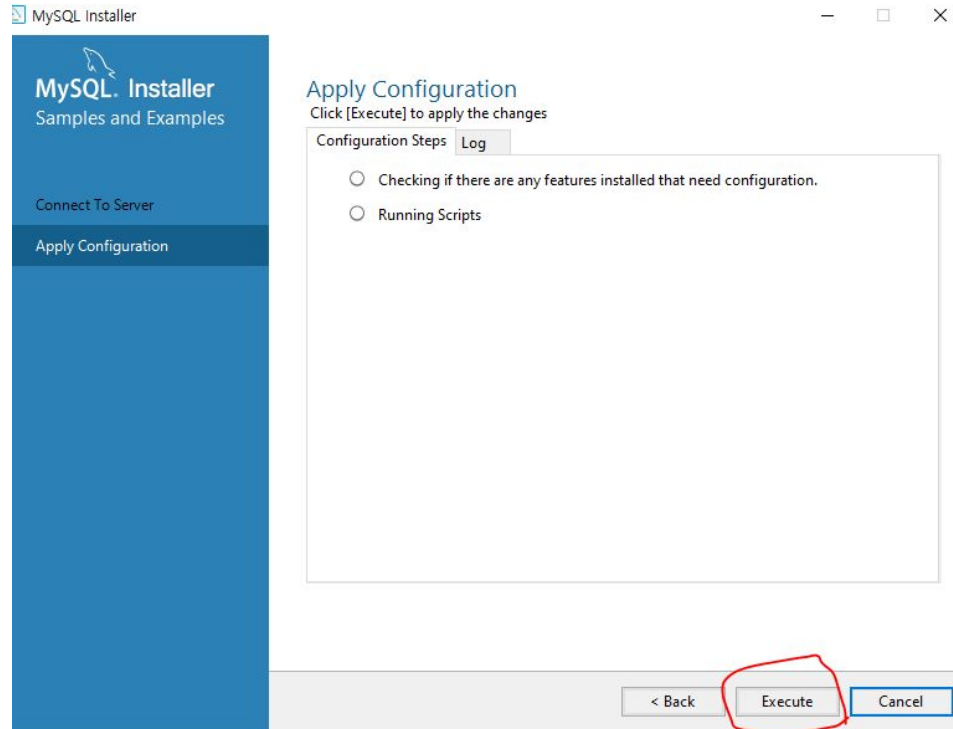 MySQL Installer
MySQL. Installer
Samples and Examples
Connect To Server
Apply Configuration
Apply Configuration
Click [Execute] to apply the changes
Configuration Steps
Log
Checking if there are any features installed that need configuration.
Running Scripts
< Back
Execute
Cancel